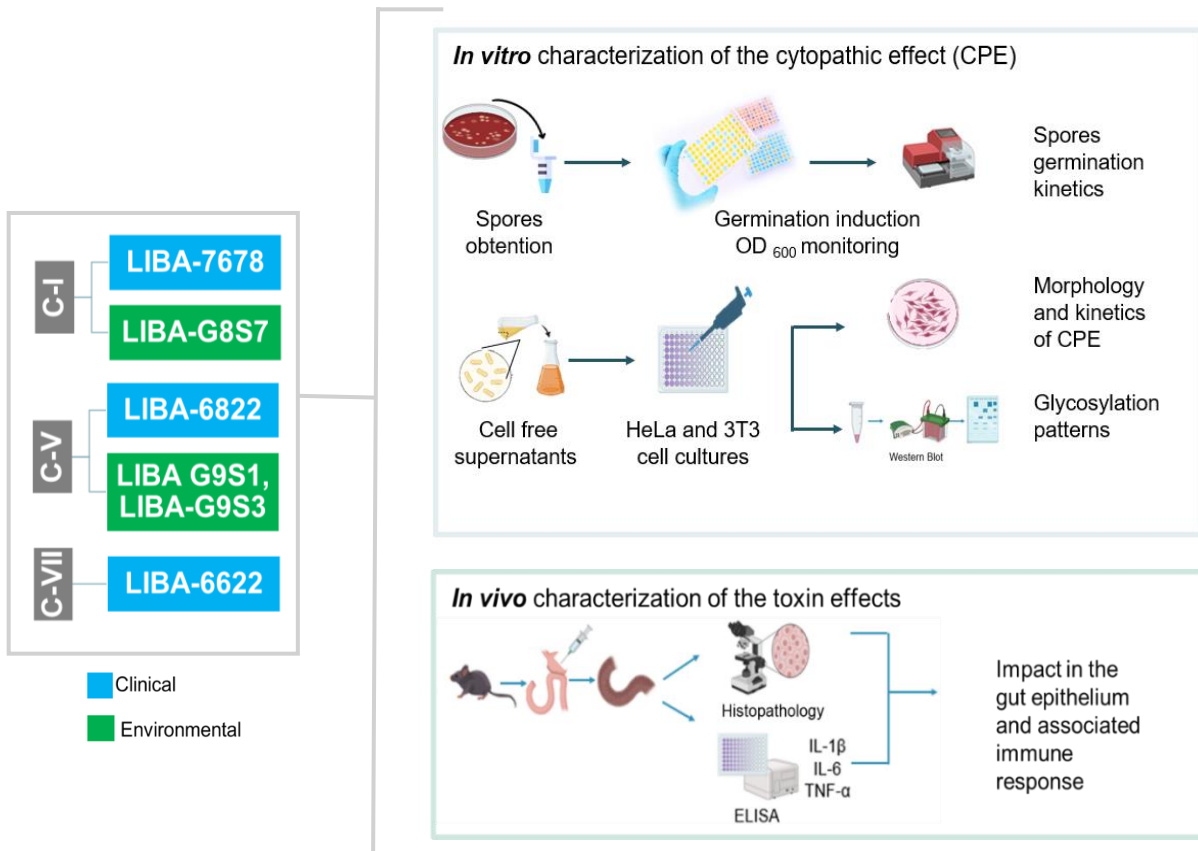 C-I
LIBA-7678
LIBA-G8S7
C-V
LIBA-6822
LIBA G9S1,
LIBA-G9S3
C-VII
LIBA-6622
Clinical
Environmental
In vitro characterization of the cytopathic effect (CPE)
Spores
obtention
Germination induction
OD 600 monitoring
Spores
germination
kinetics
Cell free
supernatants
HeLa and 3T3
cell cultures
Morphology
and kinetics
of CPE
Western Blot
Glycosylation
patterns
In vivo characterization of the toxin effects
Histopathology
IL-1β
IL-6
TNF-α
ELISA
Impact in the
gut epithelium
and associated
immune
response